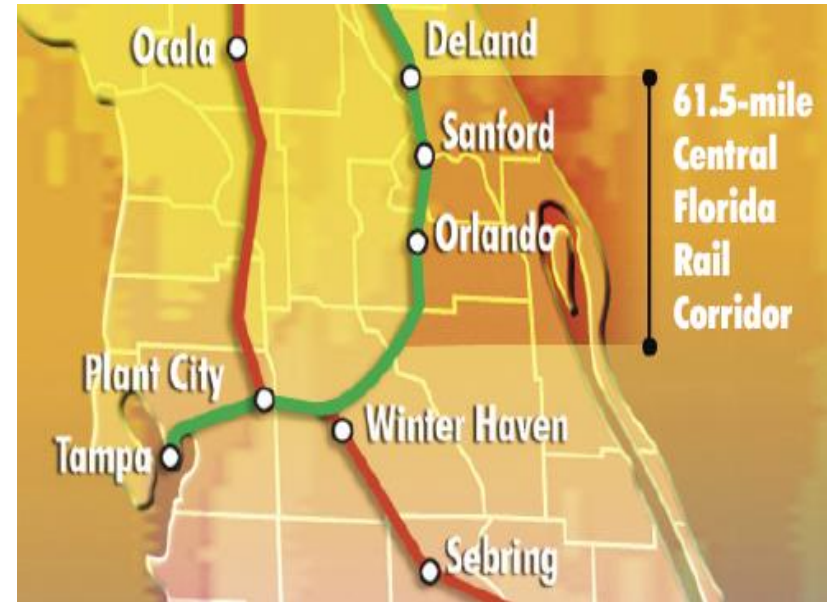 Ocala
DeLand
Sanford
Orlando
61.5-mile
Central
Florida
Rail
Corridor
Plant City
Winter Haven
Tampa
Sebring